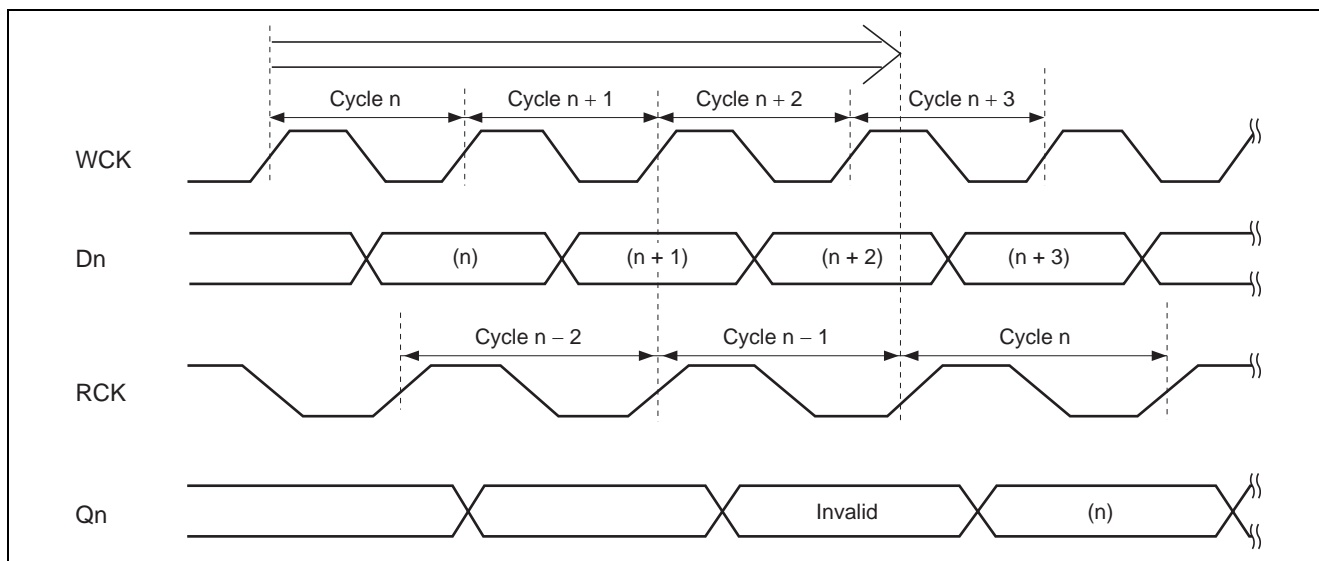 Cycle n Cycle n + 1 Cycle n + 2 Cycle n + 3
WCK
Dn (n) (n + 1) (n + 2) (n + 3)
Cycle n − 2 Cycle n − 1 Cycle n
RCK
Qn Invalid (n)